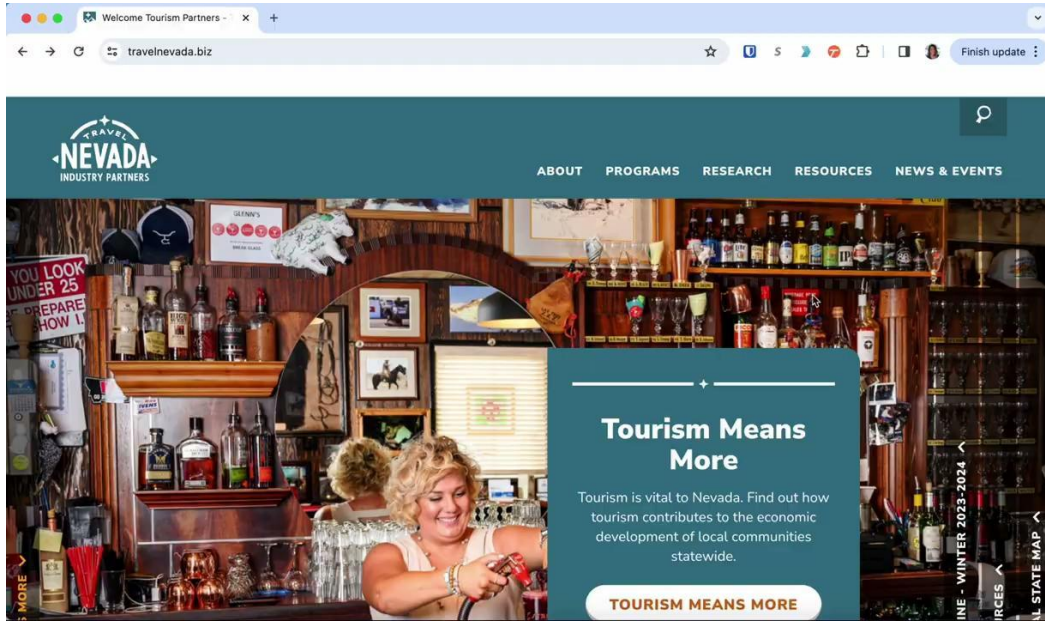 Welcome Tourism Partners -
travelnevada.biz
Finish update
TRAVEL
NEVADA
INDUSTRY PARTNERS
ABOUT
PROGRAMS
RESEARCH
RESOURCES
NEWS & EVENTS
GLENN'S
YOU LOOK
UNDER 25
PREPARE
SHOW I.
Tourism Means
More
Tourism is vital to Nevada. Find out how
tourism contributes to the economic
development of local communities
statewide.
TOURISM MEANS MORE
MORE
INE - WINTER 2023-2024
RCES
L STATE MAP